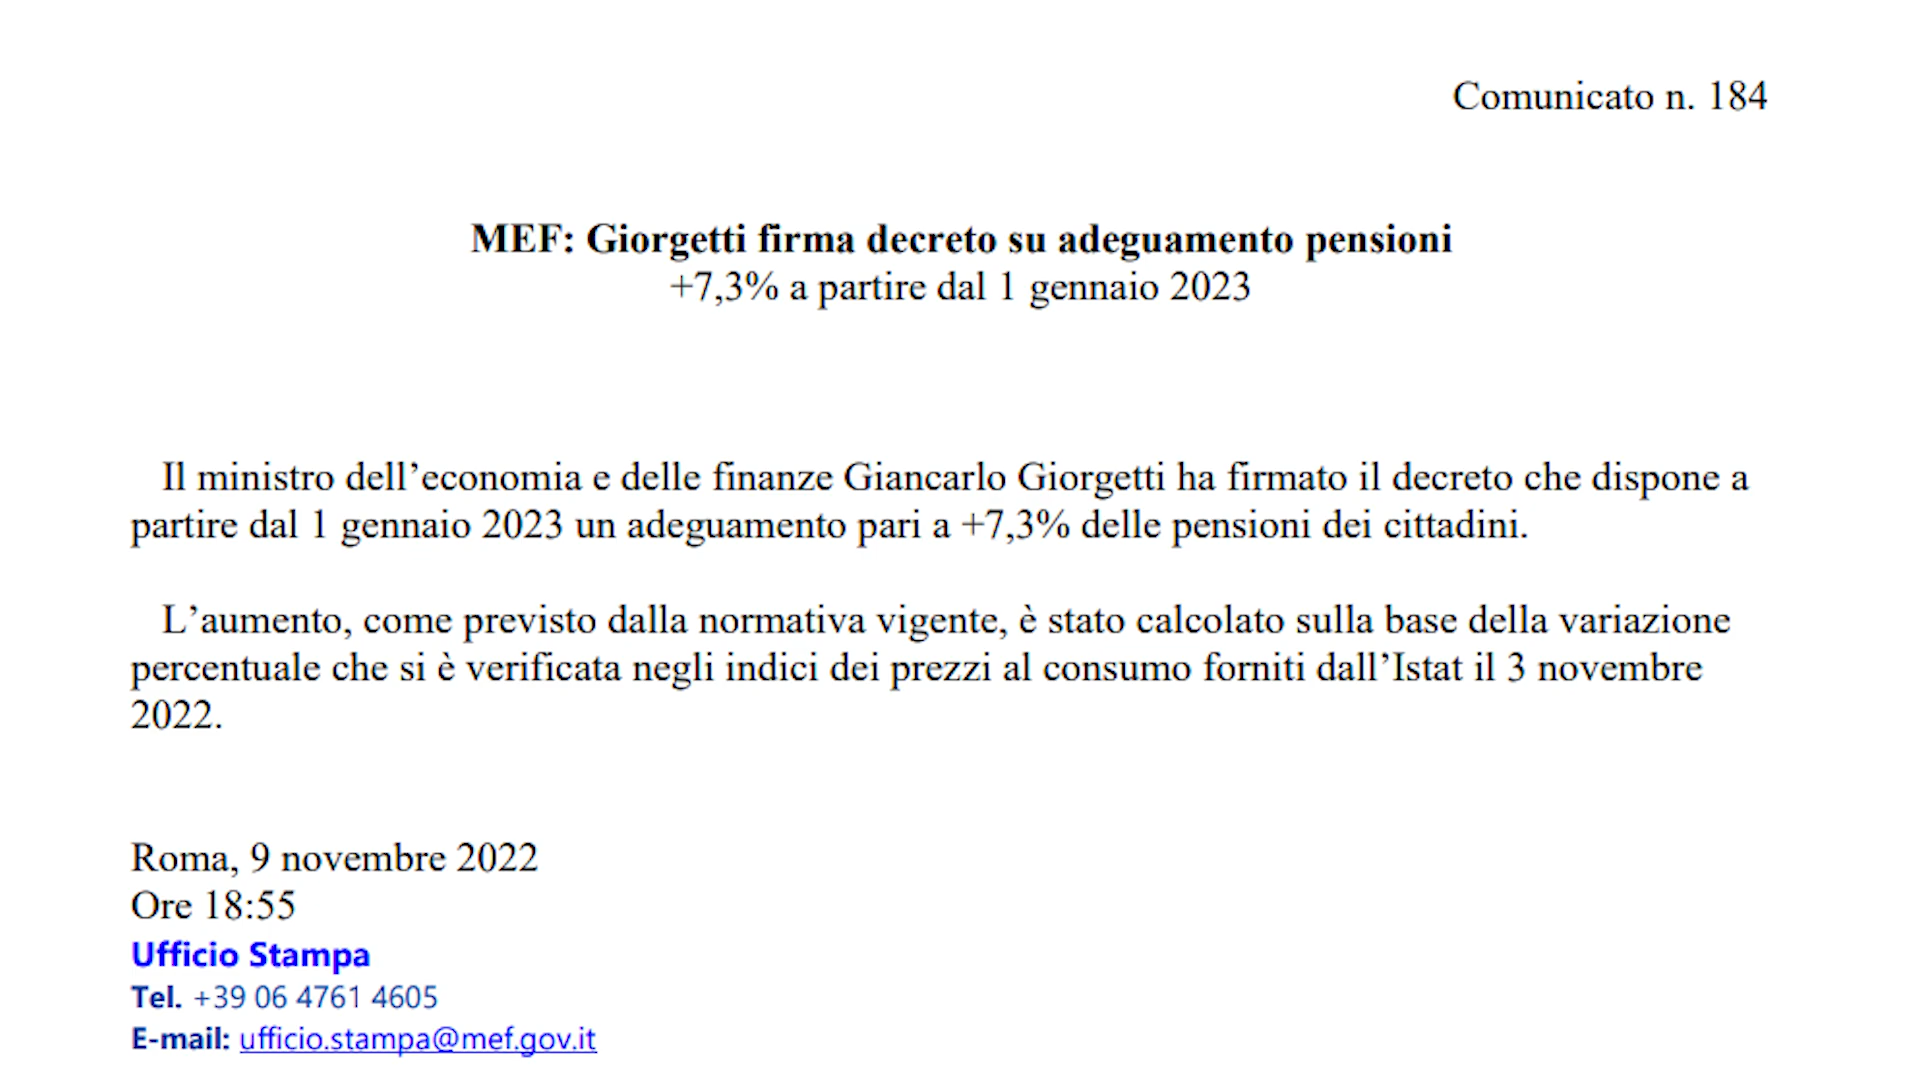 Comunicato n. 184
MEF: Giorgetti firma decreto su adeguamento pensioni
+7,3% a partire dal 1 gennaio 2023
Il ministro dell’economia e delle finanze Giancarlo Giorgetti ha firmato il decreto che dispone a
partire dal 1 gennaio 2023 un adeguamento pari a +7,3% delle pensioni dei cittadini.
L’aumento, come previsto dalla normativa vigente, è stato calcolato sulla base della variazione
percentuale che si è verificata negli indici dei prezzi al consumo forniti dall’Istat il 3 novembre
2022.
Roma, 9 novembre 2022
Ore 18:55
Ufficio Stampa
Tel. +39 06 4761 4605
E-mail: ufficio.stampa@mef.gov.it